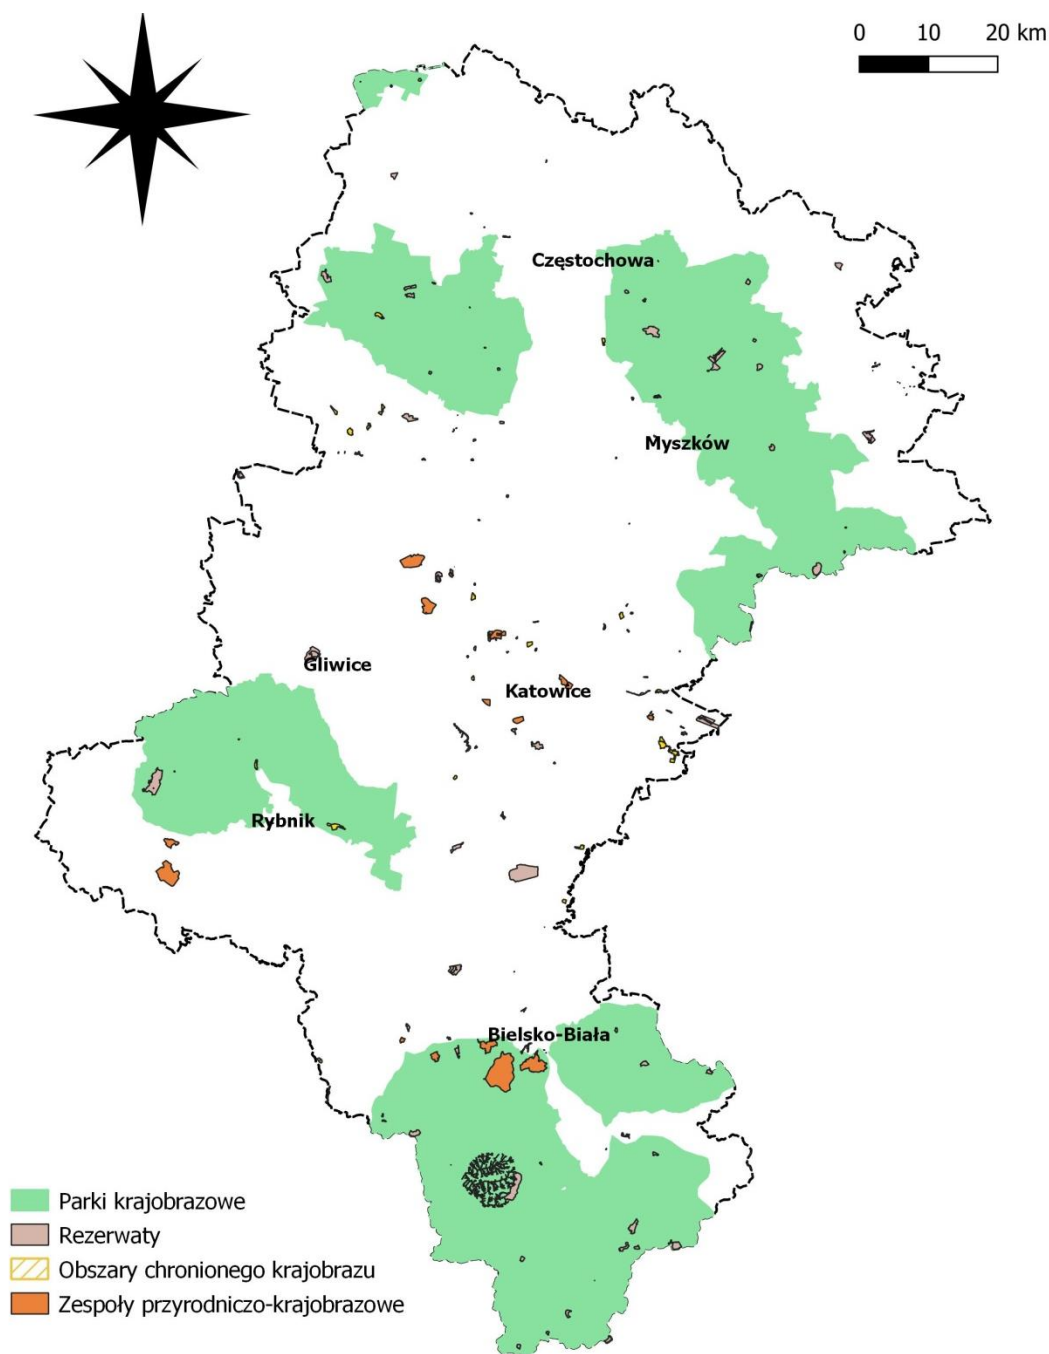 0 10 20 km
Częstochowa
Myszków
Gliwice
Katowice
Rybnik
Bielsko-Biała
Parki krajobrazowe
Rezerwaty
Obszary chronionego krajobrazu
Zespoły przyrodniczo-krajobrazowe